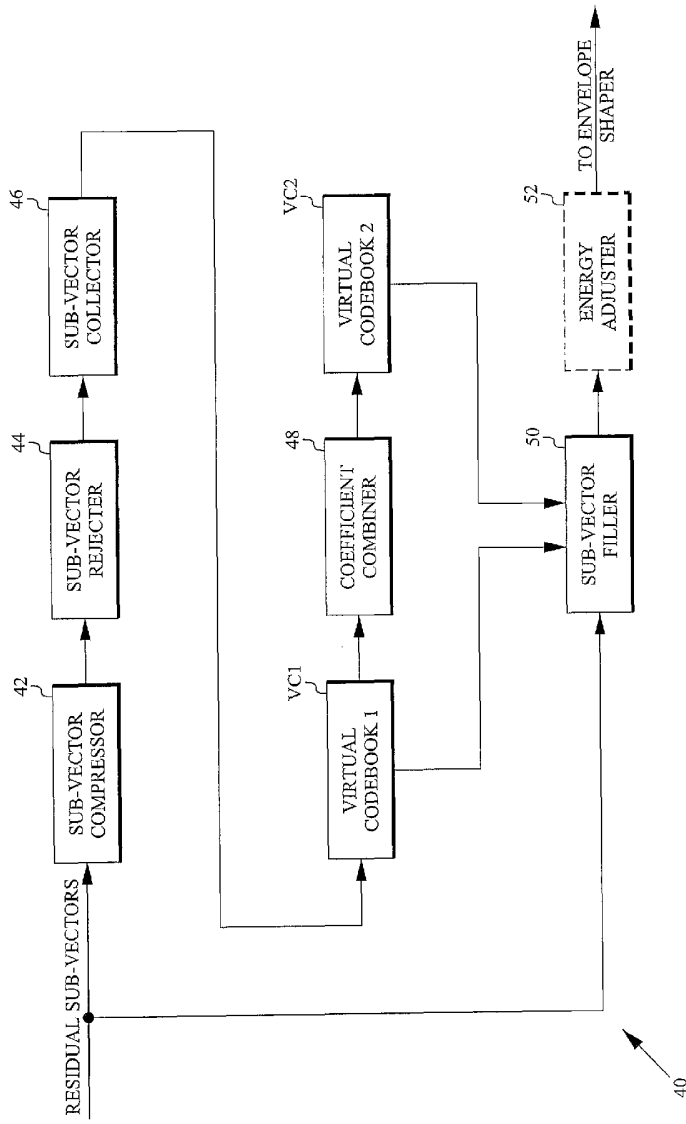 RESIDUAL SUB-VECTORS
42
SUB-VECTOR
COMPRESSOR
44
SUB-VECTOR
REJECTER
46
SUB-VECTOR
COLLECTOR
VC1
VIRTUAL
CODEBOOK 1
48
COEFFICIENT
COMBINER
VC2
VIRTUAL
CODEBOOK 2
50
SUB-VECTOR
FILLER
52
ENERGY
ADJUSTER
TO ENVELOPE
SHAPER
40